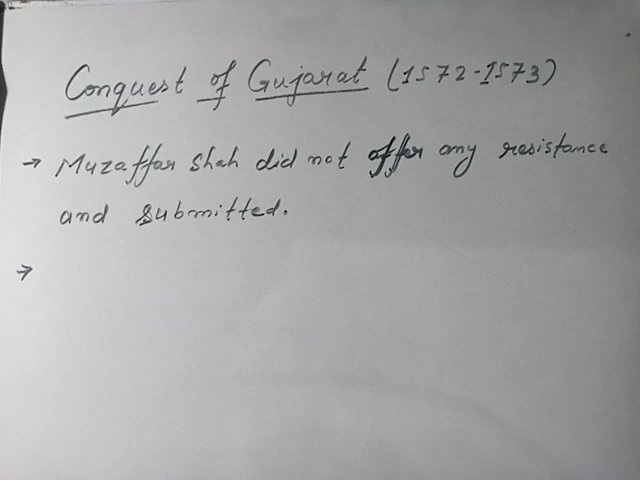 Conquest of Gujarat (1572-1573)
→ Muzaffar Shah did not offer any resistance
and submitted.
→